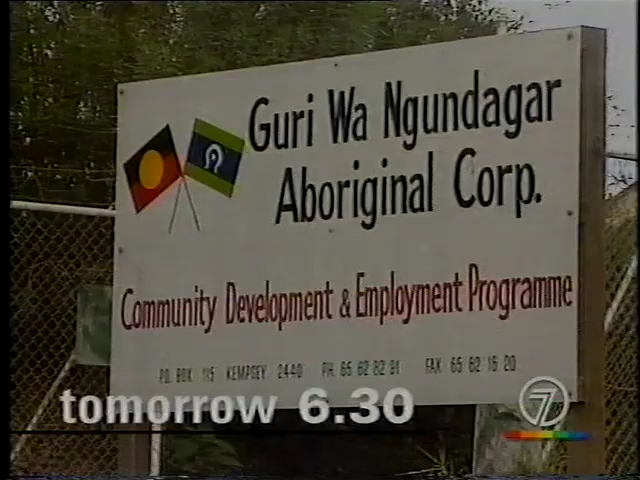 Guri Wa Ngundagar
Aboriginal Corp.
Community Development & Employment Programme
P.O. BOX 115 KEMPSEY 2440 PH. 65 62 82 91 FAX 65 62 16 20
tomorrow 6.30
7